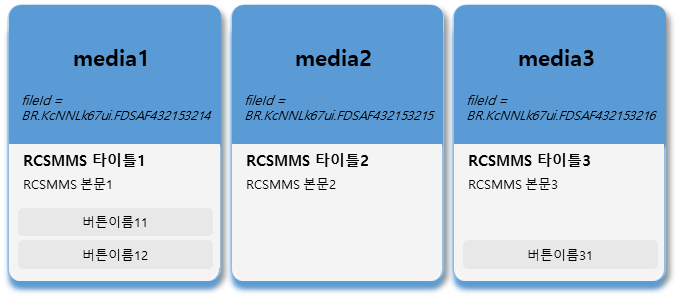 media1
fileId =
BR.KcNNLk67ui.FDSAF432153214
RCSMMS 타이틀1
RCSMMS 본문1
버튼이름11
버튼이름12
media2
fileId =
BR.KcNNLk67ui.FDSAF432153215
RCSMMS 타이틀2
RCSMMS 본문2
media3
fileId =
BR.KcNNLk67ui.FDSAF432153216
RCSMMS 타이틀3
RCSMMS 본문3
버튼이름31